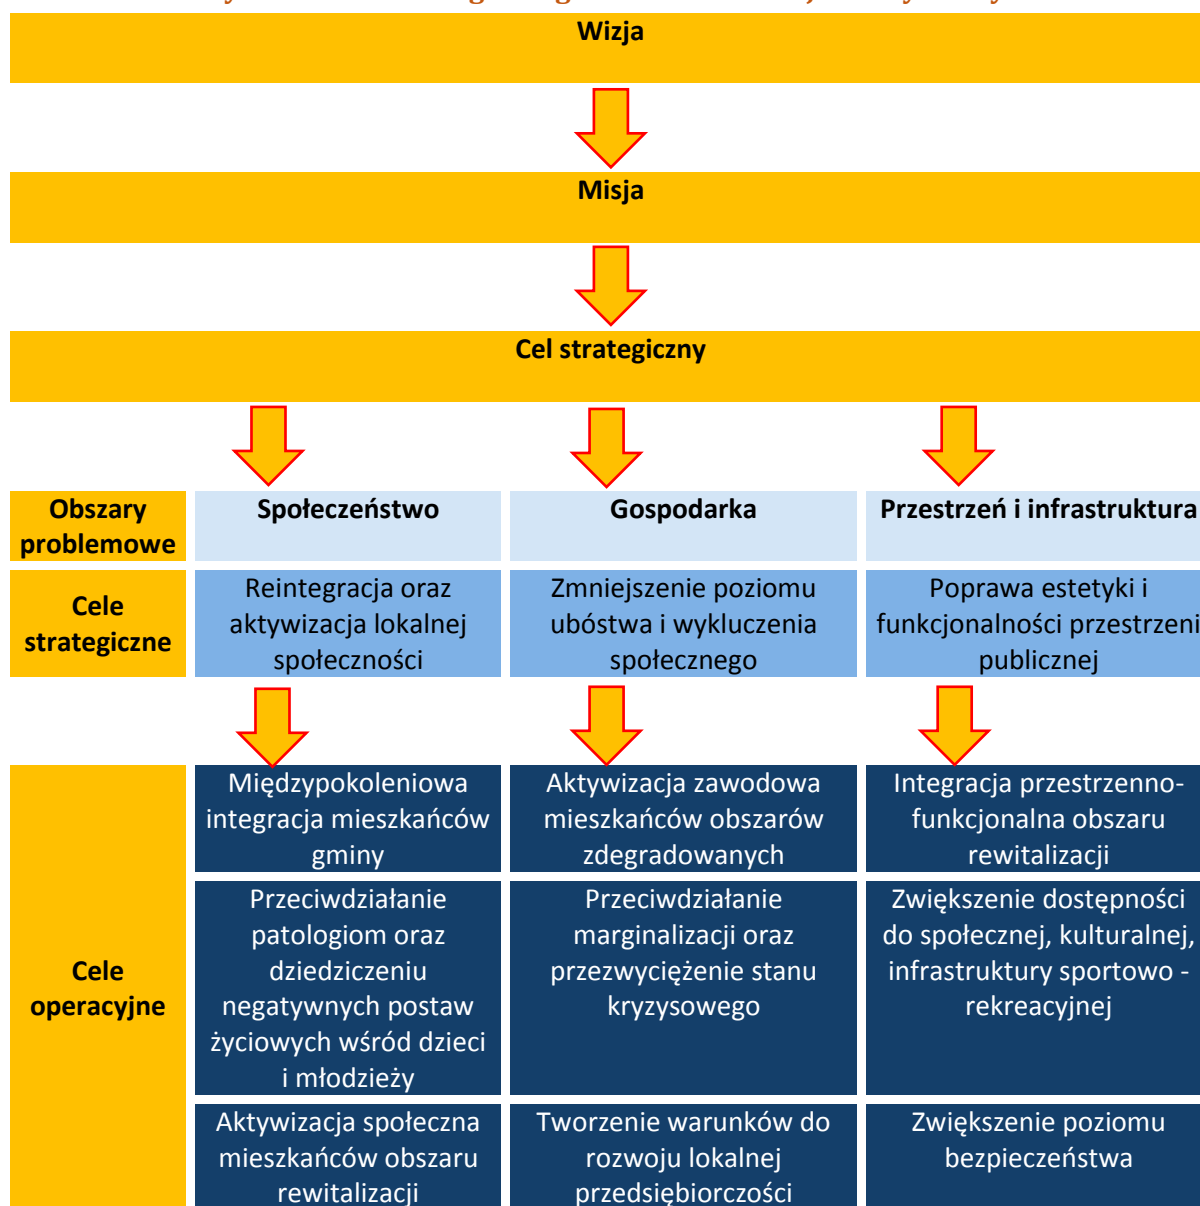 Wizja
Misja
Cel strategiczny
Obszary
problemowe
Społeczeństwo
Gospodarka
Przestrzeń i infrastruktura
Cele
strategiczne
Reintegracja oraz
aktywizacja lokalnej
społeczności
Zmniejszenie poziomu
ubóstwa i wykluczenia
społecznego
Poprawa estetyki i
funkcjonalności przestrzeni
publicznej
Cele
operacyjne
Międzypokoleniowa
integracja mieszkańców
gminy
Aktywizacja zawodowa
mieszkańców obszarów
zdegradowanych
Integracja przestrzenno-
funkcjonalna obszaru
rewitalizacji
Przeciwdziałanie
patologiom oraz
dziedziczeniu
negatywnych postaw
życiowych wśród dzieci
i młodzieży
Przeciwdziałanie
marginalizacji oraz
przezwyciężenie stanu
kryzysowego
Zwiększenie dostępności
do społecznej, kulturalnej,
infrastruktury sportowo -
rekreacyjnej
Aktywizacja społeczna
mieszkańców obszaru
rewitalizacji
Tworzenie warunków do
rozwoju lokalnej
przedsiębiorczości
Zwiększenie poziomu
bezpieczeństwa